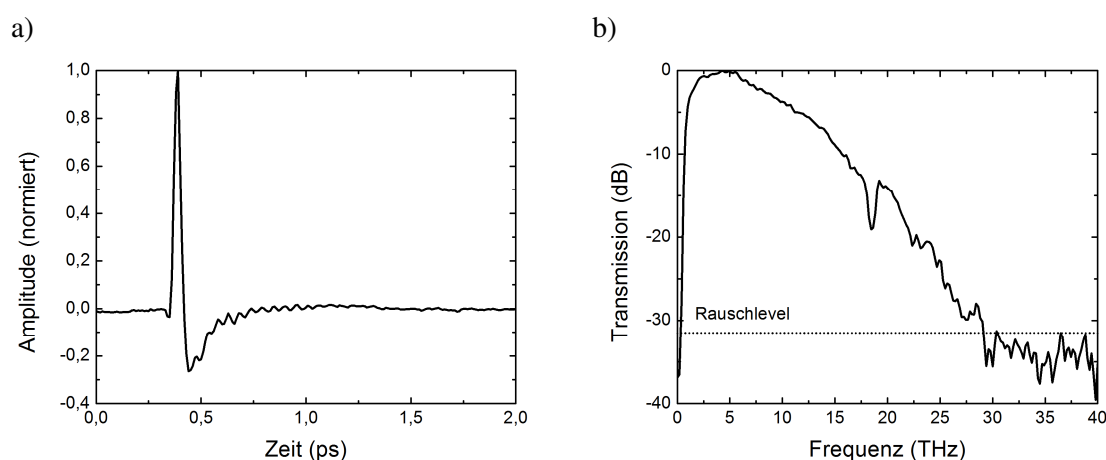 a)
1,0
0,8
0,6
0,4
0,2
0,0
-0,2
-0,4
Amplitude (normiert)
0,0 0,5 1,0 1,5 2,0
Zeit (ps)
b)
0
-10
-20
-30
-40
Transmission (dB)
Rauschlevel
0 5 10 15 20 25 30 35 40
Frequenz (THz)